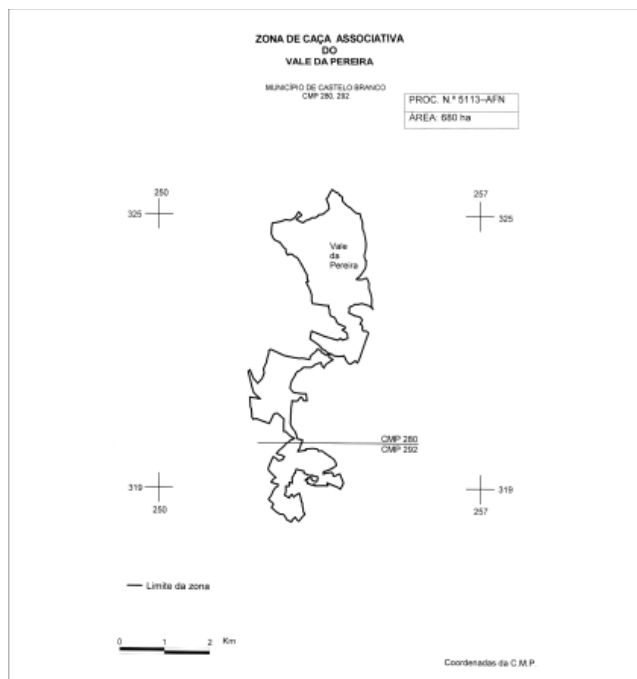 ZONA DE CAÇA ASSOCIATIVA
DO
VALE DA PEREIRA
MUNICÍPIO DE CASTELO BRANCO
CMP 280, 292
PROC. N.º 5113-AFN
ÁREA: 680 ha
250
257
325
325
Vale
da
Pereira
CMP 280
CMP 292
319
319
250
257
Limite da zona
0 1 2 Km
Coordenadas da C.M.P.